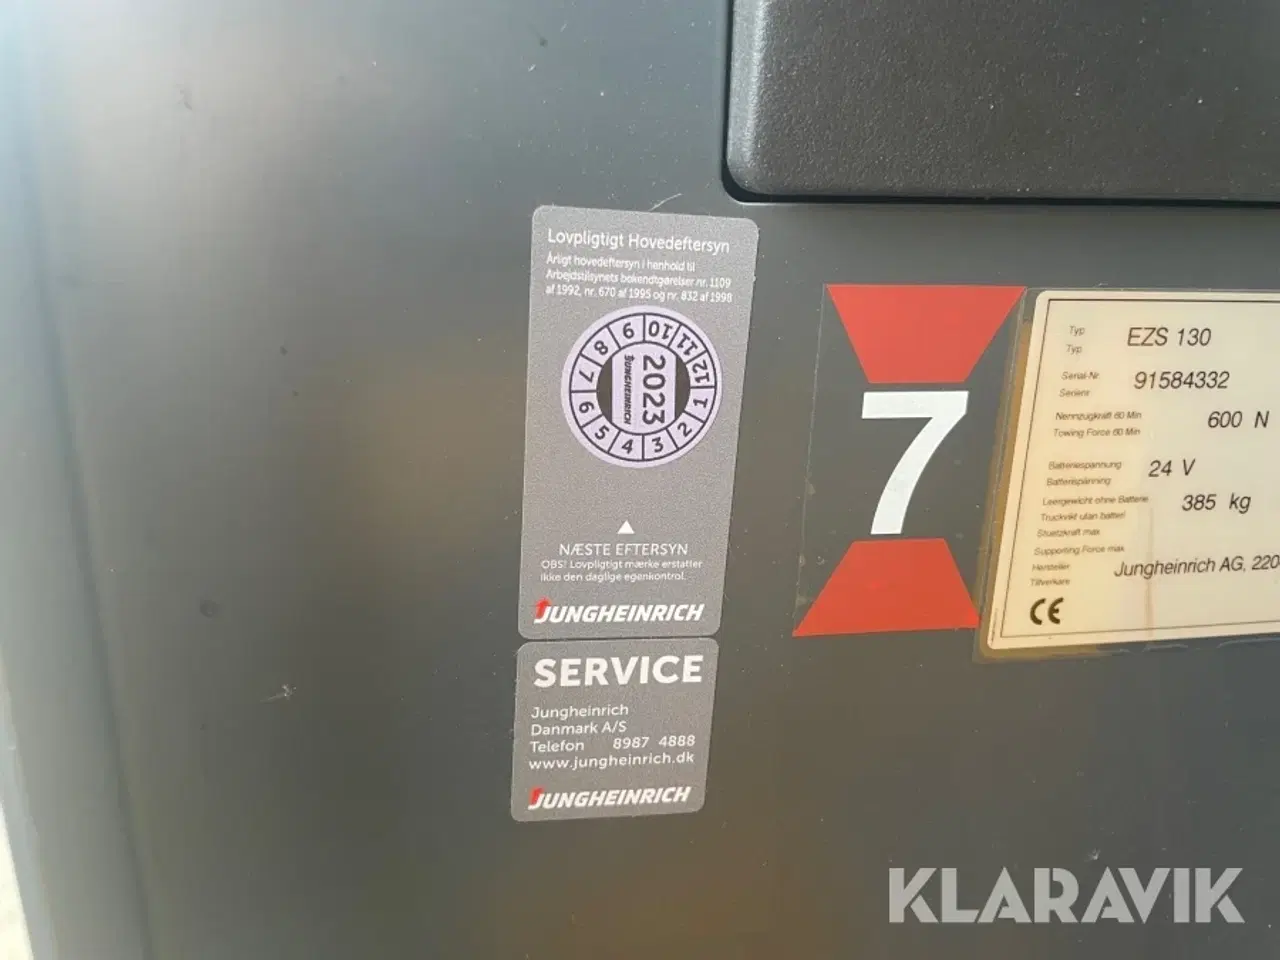 Lovpligtigt Hovedeftersyn
Årligt hovedeftersyn i henhold til
Arbejdstilsynets bekendtgørelser nr. 1109
af 1992, nr. 670 af 1995 og nr. 832 af 1998
1 2 3 4 5 6 7 8 9 10 11 12
2023
JUNGHEINRICH
NÆSTE EFTERSYN
OBS! Lovpligtigt mærke erstatter
ikke den daglige egenkontrol.
JUNGHEINRICH
SERVICE
Jungheinrich
Danmark A/S
Telefon 8987 4888
www.jungheinrich.dk
JUNGHEINRICH
7
Typ EZS 130
Typ
Serial-Nr. 91584332
Serienr
Nennzugkraft 60 Min 600 N
Towing Force 60 Min
Batteriespannung 24 V
Batterispänning
Leergewicht ohne Batterie 385 kg
Truckvikt utan batteri
Stuetzkraft max
Supporting Force max
Hersteller Jungheinrich AG, 220
Tillverkare
CE
KLARAVIK